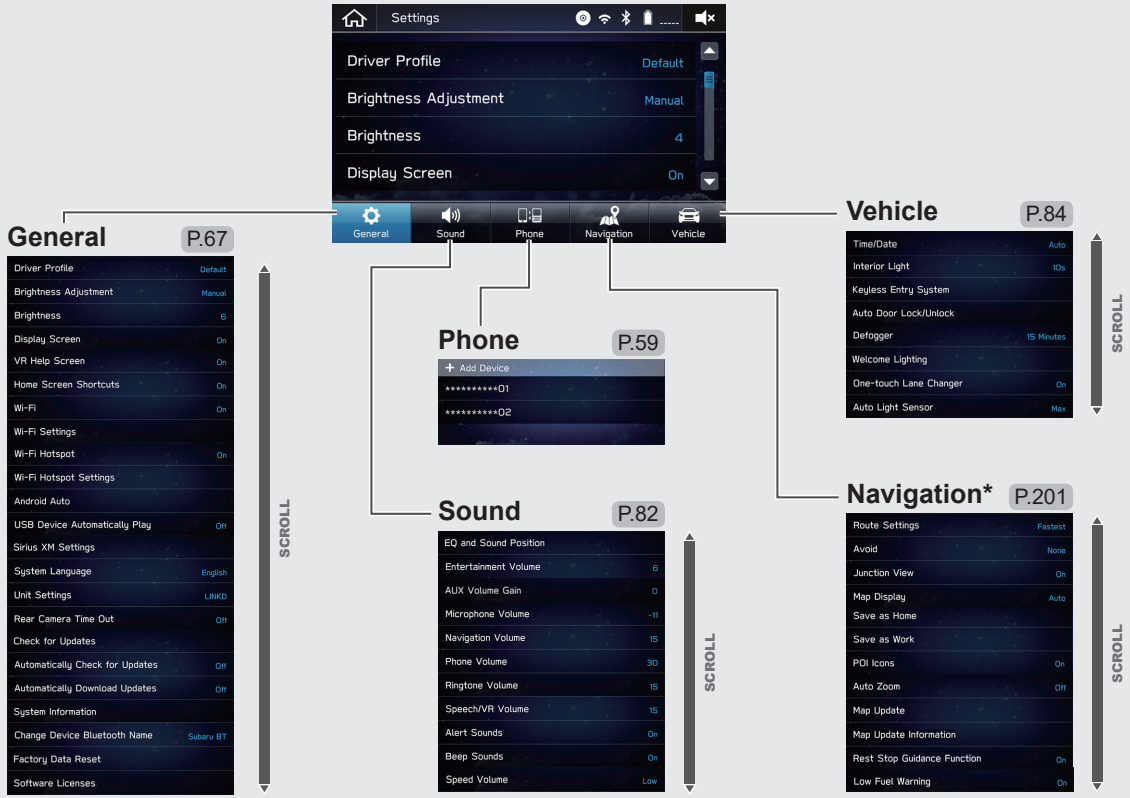 Settings
Driver Profile Default
Brightness Adjustment Manual
Brightness 4
Display Screen On
General Sound Phone Navigation Vehicle
General P.67
Driver Profile Default
Brightness Adjustment Manual
Brightness 6
Display Screen On
VR Help Screen On
Home Screen Shortcuts On
Wi-Fi On
Wi-Fi Settings
Wi-Fi Hotspot On
Wi-Fi Hotspot Settings
Android Auto
USB Device Automatically Play Off
Sirius XM Settings
System Language English
Unit Settings LINKD
Rear Camera Time Out Off
Check for Updates
Automatically Check for Updates Off
Automatically Download Updates Off
System Information
Change Device Bluetooth Name Subaru BT
Factory Data Reset
Software Licenses
SCROLL
Phone P.59
+ Add Device
**********01
**********02
Sound P.82
EQ and Sound Position
Entertainment Volume 6
AUX Volume Gain 0
Microphone Volume -11
Navigation Volume 15
Phone Volume 30
Ringtone Volume 15
Speech/VR Volume 15
Alert Sounds On
Beep Sounds On
Speed Volume Low
SCROLL
Vehicle P.84
Time/Date Auto
Interior Light 10s
Keyless Entry System
Auto Door Lock/Unlock
Defogger 15 Minutes
Welcome Lighting
One-touch Lane Changer On
Auto Light Sensor Max
SCROLL
Navigation* P.201
Route Settings Fastest
Avoid None
Junction View On
Map Display Auto
Save as Home
Save as Work
POI Icons On
Auto Zoom Off
Map Update
Map Update Information
Rest Stop Guidance Function On
Low Fuel Warning On
SCROLL